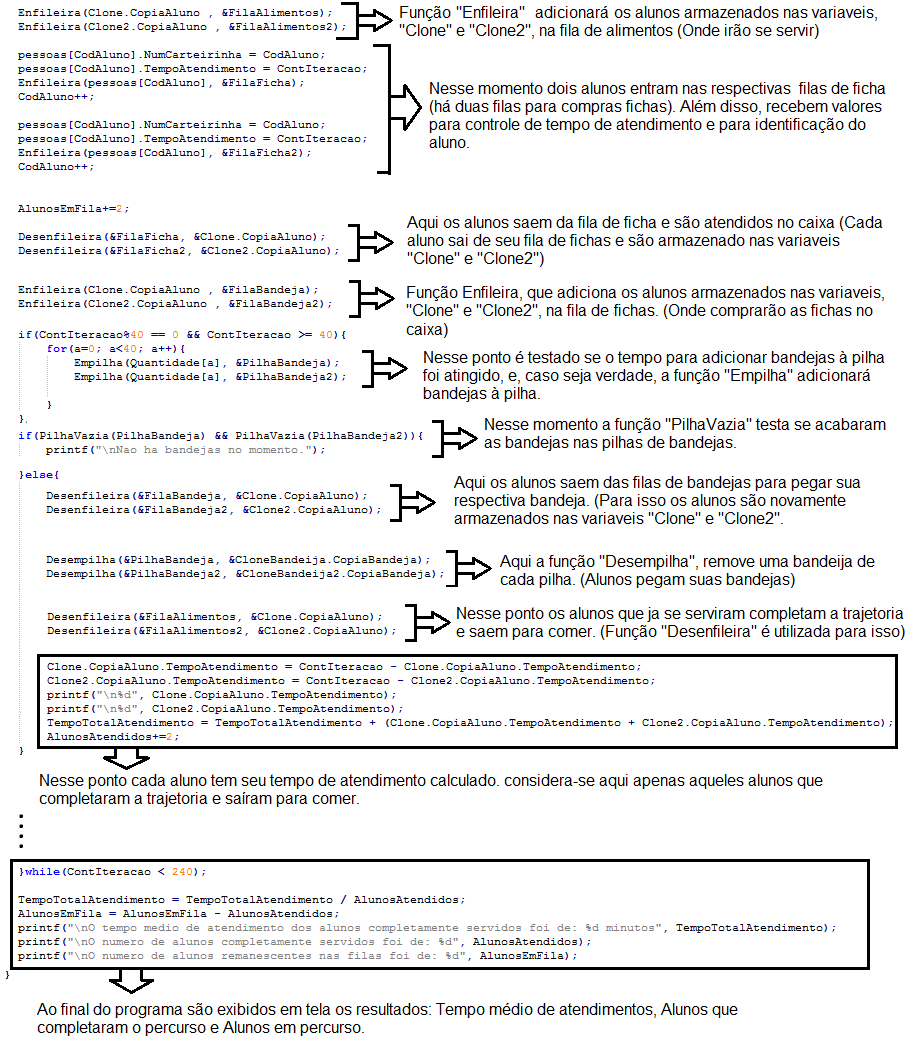 Enfileira(Clone.CopiaAluno , &FilaAlimentos);
Enfileira(Clone2.CopiaAluno , &FilaAlimentos2);
Função "Enfileira" adicionará os alunos armazenados nas variaveis,
"Clone" e "Clone2", na fila de alimentos (Onde irão se servir)
pessoas[CodAluno].NumCarteirinha = CodAluno;
pessoas[CodAluno].TempoAtendimento = ContIteracao;
Enfileira(pessoas[CodAluno], &FilaFicha);
CodAluno++;
pessoas[CodAluno].NumCarteirinha = CodAluno;
pessoas[CodAluno].TempoAtendimento = ContIteracao;
Enfileira(pessoas[CodAluno], &FilaFicha2);
CodAluno++;
Nesse momento dois alunos entram nas respectivas filas de ficha
(há duas filas para compras fichas). Além disso, recebem valores
para controle de tempo de atendimento e para identificação do
aluno.
AlunosEmFila+=2;
Desenfileira(&FilaFicha, &Clone.CopiaAluno);
Desenfileira(&FilaFicha2, &Clone2.CopiaAluno);
Aqui os alunos saem da fila de ficha e são atendidos no caixa (Cada
aluno sai de seu fila de fichas e são armazenado nas variaveis
"Clone" e "Clone2")
Enfileira(Clone.CopiaAluno , &FilaBandeja);
Enfileira(Clone2.CopiaAluno , &FilaBandeja2);
Função Enfileira, que adiciona os alunos armazenados nas variaveis,
"Clone" e "Clone2", na fila de fichas. (Onde comprarão as fichas no
caixa)
if(ContIteracao%40 == 0 && ContIteracao >= 40){
for(a=0; a<40; a++){
Empilha(Quantidade[a], &PilhaBandeja);
Empilha(Quantidade[a], &PilhaBandeja2);
}
}
Nesse ponto é testado se o tempo para adicionar bandejas à pilha
foi atingido, e, caso seja verdade, a função "Empilha" adicionará
bandejas à pilha.
if(PilhaVazia(PilhaBandeja) && PilhaVazia(PilhaBandeja2)){
printf("\nNao ha bandejas no momento.");
Nesse momento a função "PilhaVazia" testa se acabaram
as bandejas nas pilhas de bandejas.
}else{
Desenfileira(&FilaBandeja, &Clone.CopiaAluno);
Desenfileira(&FilaBandeja2, &Clone2.CopiaAluno);
Aqui os alunos saem das filas de bandejas para pegar sua
respectiva bandeja. (Para isso os alunos são novamente
armazenados nas variaveis "Clone" e "Clone2".
Desempilha(&PilhaBandeja, &CloneBandeija.CopiaBandeja);
Desempilha(&PilhaBandeja2, &CloneBandeija2.CopiaBandeja);
Aqui a função "Desempilha", remove uma bandeija de
cada pilha. (Alunos pegam suas bandejas)
Desenfileira(&FilaAlimentos, &Clone.CopiaAluno);
Desenfileira(&FilaAlimentos2, &Clone2.CopiaAluno);
Nesse ponto os alunos que ja se serviram completam a trajetoria
e saem para comer. (Função "Desenfileira" é utilizada para isso)
Clone.CopiaAluno.TempoAtendimento = ContIteracao - Clone.CopiaAluno.TempoAtendimento;
Clone2.CopiaAluno.TempoAtendimento = ContIteracao - Clone2.CopiaAluno.TempoAtendimento;
printf("\n%d", Clone.CopiaAluno.TempoAtendimento);
printf("\n%d", Clone2.CopiaAluno.TempoAtendimento);
TempoTotalAtendimento = TempoTotalAtendimento + (Clone.CopiaAluno.TempoAtendimento + Clone2.CopiaAluno.TempoAtendimento);
AlunosAtendidos+=2;
}
Nesse ponto cada aluno tem seu tempo de atendimento calculado. considera-se aqui apenas aqueles alunos que
completaram a trajetoria e saíram para comer.
}while(ContIteracao < 240);
TempoTotalAtendimento = TempoTotalAtendimento / AlunosAtendidos;
AlunosEmFila = AlunosEmFila - AlunosAtendidos;
printf("\nO tempo medio de atendimento dos alunos completamente servidos foi de: %d minutos", TempoTotalAtendimento);
printf("\nO numero de alunos completamente servidos foi de: %d", AlunosAtendidos);
printf("\nO numero de alunos remanescentes nas filas foi de: %d", AlunosEmFila);
}
Ao final do programa são exibidos em tela os resultados: Tempo médio de atendimentos, Alunos que
completaram o percurso e Alunos em percurso.